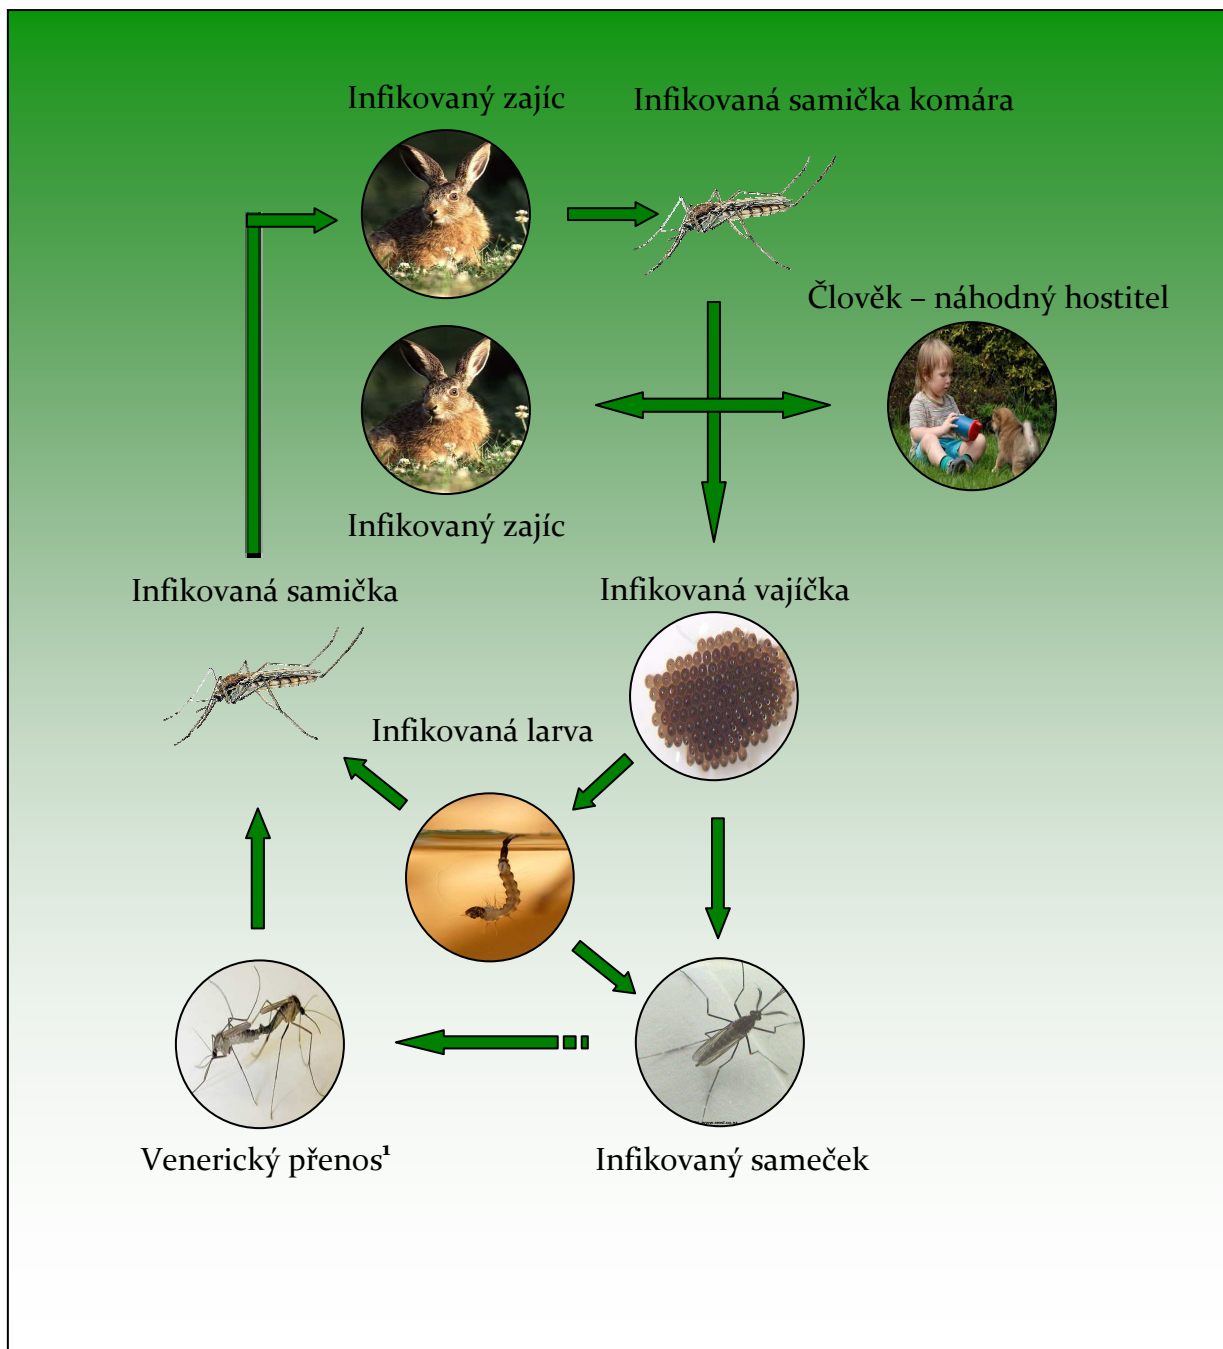 Infikovaný zajíc
Infikovaná samička komára
Člověk – náhodný hostitel
Infikovaný zajíc
Infikovaná samička
Infikovaná vajíčka
Infikovaná larva
Venerický přenos¹
Infikovaný sameček